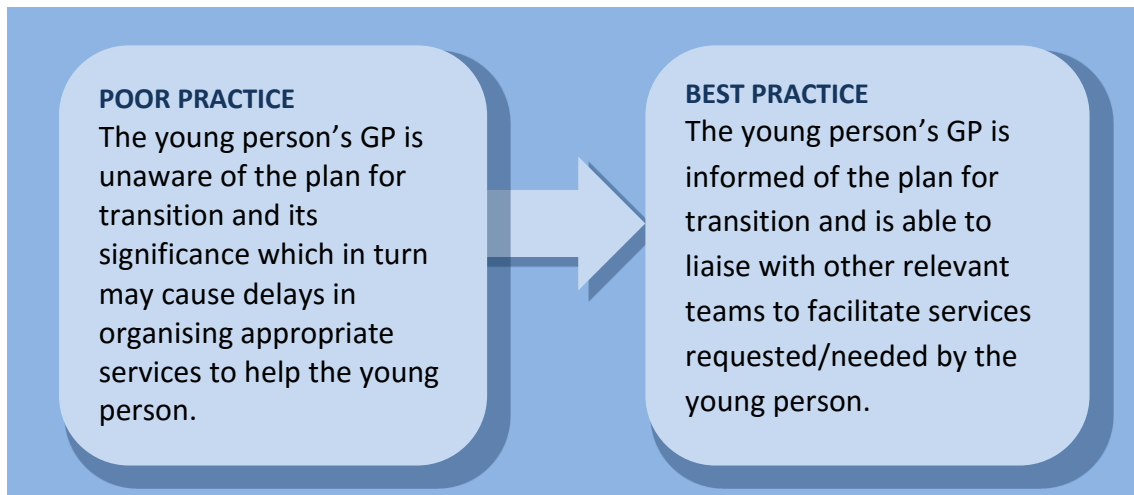 POOR PRACTICE
The young person’s GP is
unaware of the plan for
transition and its
significance which in turn
may cause delays in
organising appropriate
services to help the young
person.
BEST PRACTICE
The young person’s GP is
informed of the plan for
transition and is able to
liaise with other relevant
teams to facilitate services
requested/needed by the
young person.